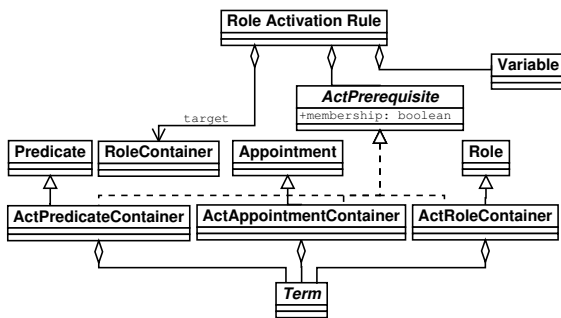 Role Activation Rule
Variable
ActPrerequisite
+membership: boolean
target
Predicate
RoleContainer
Appointment
Role
ActPredicateContainer
ActAppointmentContainer
ActRoleContainer
Term